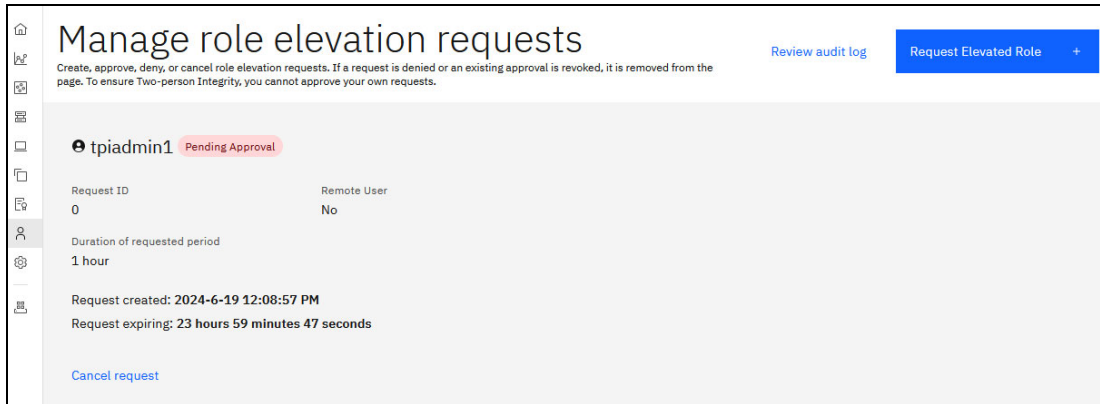 Manage role elevation requests
Review audit log
Request Elevated Role +
Create, approve, deny, or cancel role elevation requests. If a request is denied or an existing approval is revoked, it is removed from the
page. To ensure Two-person Integrity, you cannot approve your own requests.
tpiadmin1 Pending Approval
Request ID Remote User
0 No
Duration of requested period
1 hour
Request created: 2024-6-19 12:08:57 PM
Request expiring: 23 hours 59 minutes 47 seconds
Cancel request